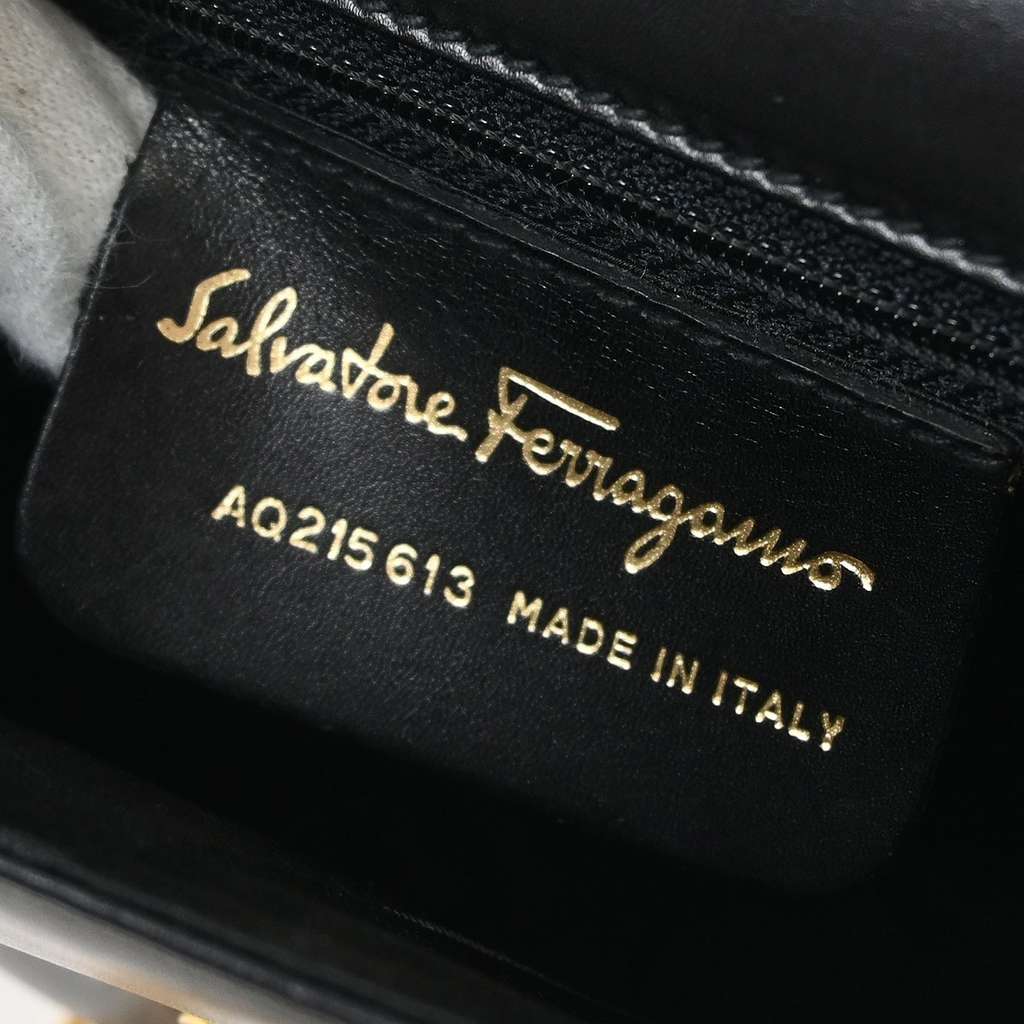 Salvatore Ferragamo
AQ215613 MADE IN ITALY